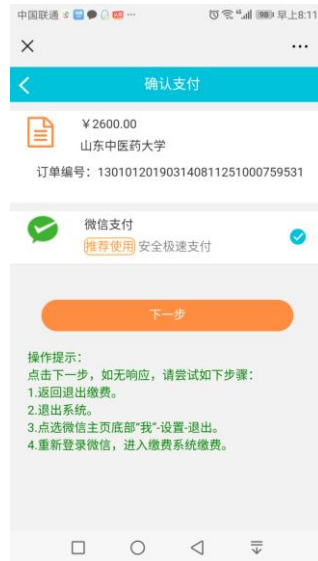 中国联通
早上8:11
确认支付
￥2600.00
山东中医药大学
订单编号：130101201903140811251000759531
微信支付
推荐使用 安全极速支付
下一步
操作提示：
点击下一步，如无响应，请尝试如下步骤：
1.返回退出缴费。
2.退出系统。
3.点选微信主页底部“我”-设置-退出。
4.重新登录微信，进入缴费系统缴费。